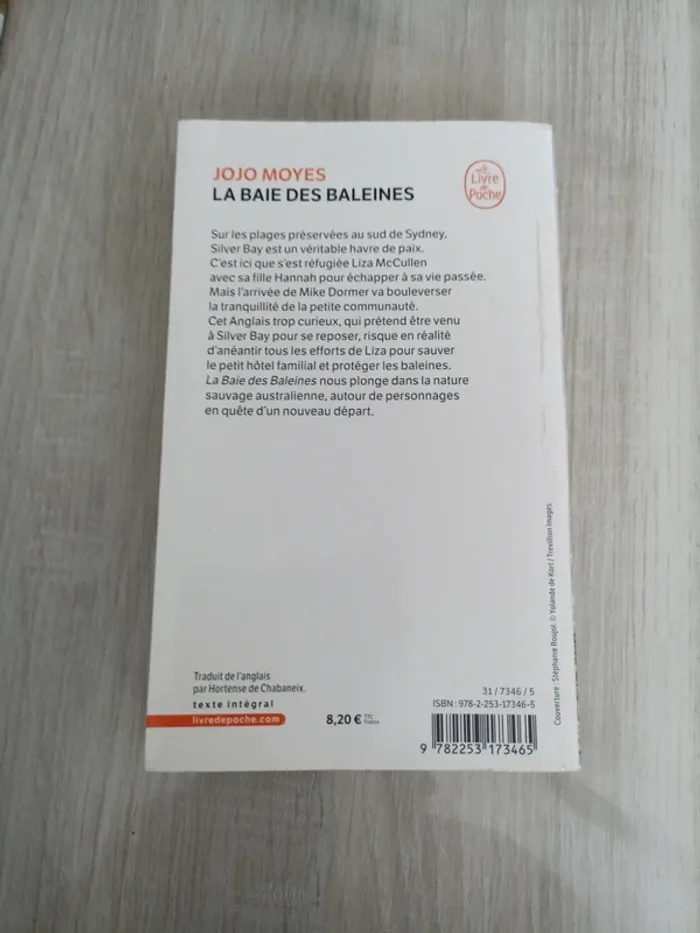 JOJO MOYES
LA BAIE DES BALEINES
Le
Livre
de
Poche
Sur les plages préservées au sud de Sydney,
Silver Bay est un véritable havre de paix.
C'est ici que s'est réfugiée Liza McCullen
avec sa fille Hannah pour échapper à sa vie passée.
Mais l'arrivée de Mike Dormer va bouleverser
la tranquillité de la petite communauté.
Cet Anglais trop curieux, qui prétend être venu
à Silver Bay pour se reposer, risque en réalité
d'anéantir tous les efforts de Liza pour sauver
le petit hôtel familial et protéger les baleines.
La Baie des Baleines nous plonge dans la nature
sauvage australienne, autour de personnages
en quête d'un nouveau départ.
Couverture : Stéphanie Roujol. © Yolande de Kort / Trevillion Images
Traduit de l'anglais
par Hortense de Chabaneix.
texte intégral
livredepoche.com
8,20 € TTC
France
31 / 7346 / 5
ISBN : 978-2-253-17346-5
9 782253 173465